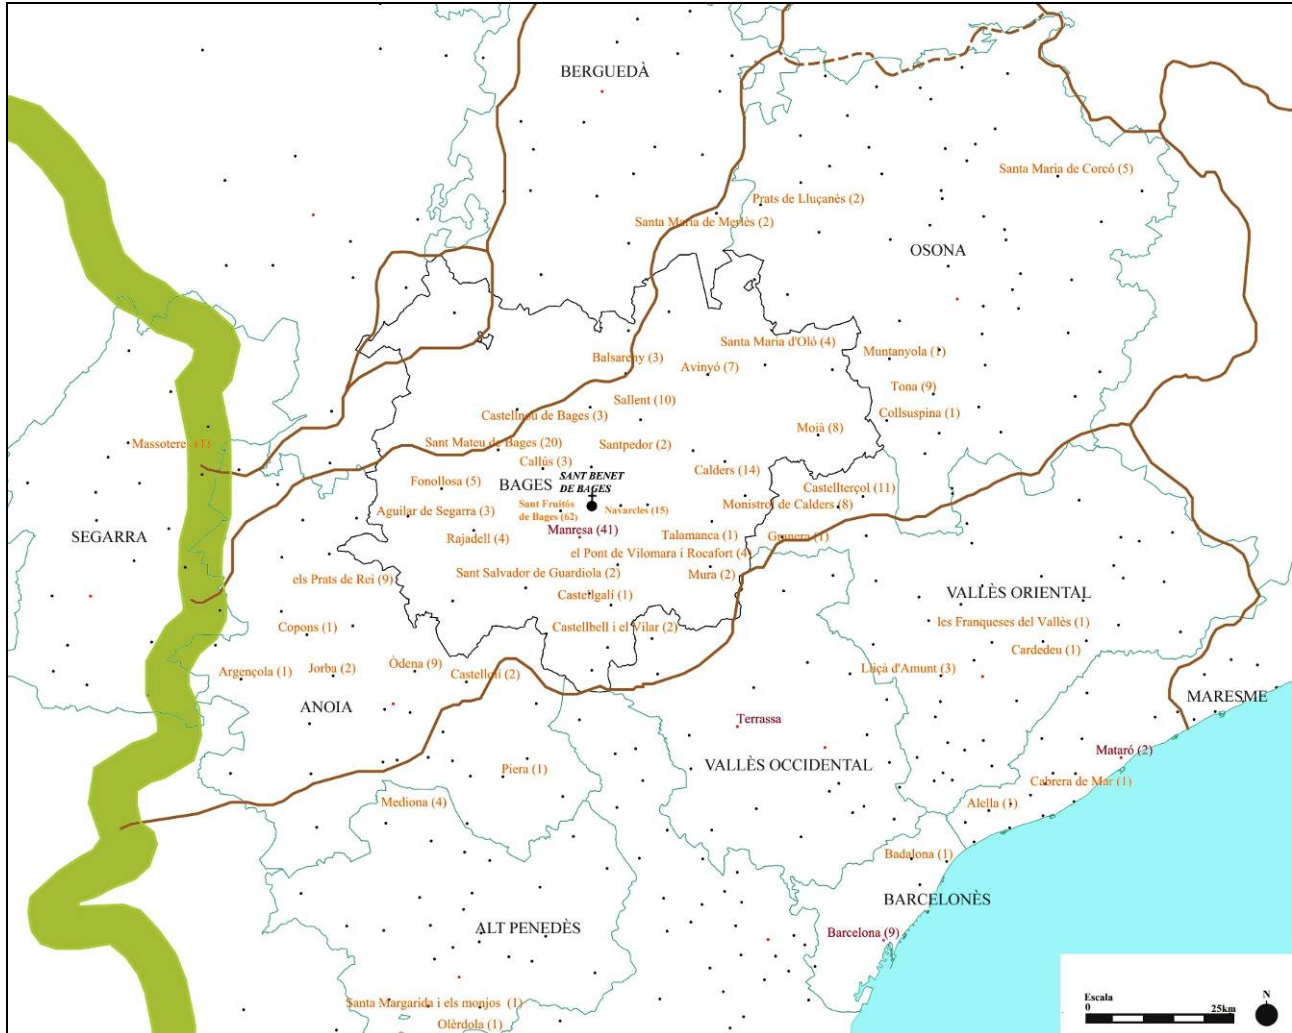 BERGUEDÀ
Santa Maria de Corcó (5)
Prats de Lluçanès (2)
Santa Maria de Merlès (2)
OSONA
Santa Maria d'Oló (4)
Muntanyola (1)
Balsareny (3)
Avinyó (7)
Tona (9)
Sallent (10)
Castellnou de Bages (3)
Collsuspina (1)
Mojà (8)
Massoteres (1)
Sant Mateu de Bages (20)
Santpedor (2)
Callús (3)
Calders (14)
SANT BENET
DE BAGES
Fonollosa (5)
BAGES
Castellterçol (11)
Sant Fruitós
de Bages (62)
Navarcles (15)
Monistrol de Calders (8)
Aguilar de Segarra (3)
Manresa (41)
SEGARRA
Rajadell (4)
Talamanca (1)
Granera (1)
el Pont de Vilomara i Rocafort (4)
els Prats de Rei (9)
Sant Salvador de Guardiola (2)
Mura (2)
Castellgalí (1)
VALLÈS ORIENTAL
Copons (1)
Castellbell i el Vilar (2)
les Franqueses del Vallès (1)
Cardedeu (1)
Argençola (1)
Jorba (2)
Òdena (9)
Castellolí (2)
Lliçà d'Amunt (3)
MARESME
ANOIA
Terrassa
Mataró (2)
VALLÈS OCCIDENTAL
Piera (1)
Cabrera de Mar (1)
Mediona (4)
Alella (1)
Badalona (1)
BARCELONÈS
ALT PENEDÈS
Barcelona (9)
Santa Margarida i els monjos (1)
Olèrdola (1)
Escala
0
25km
N